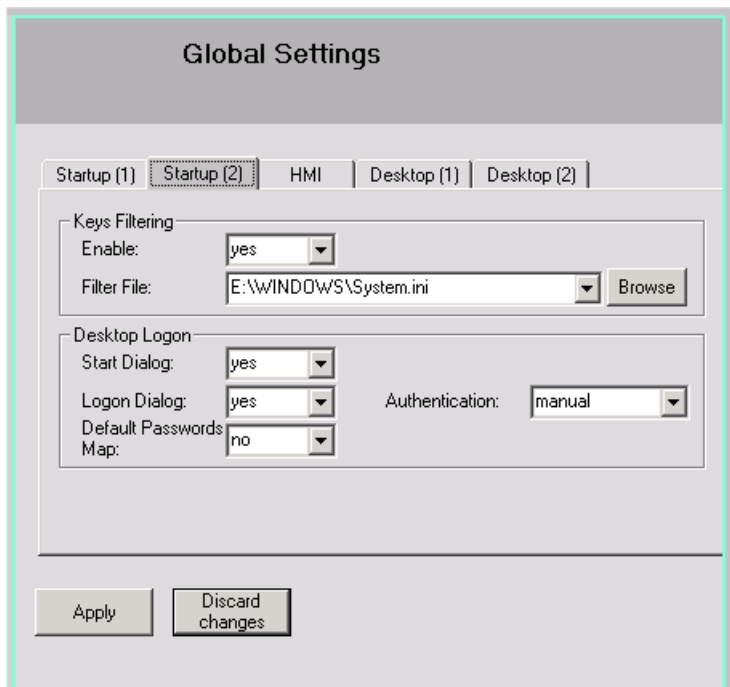 Global Settings
Startup (1) Startup (2) HMI Desktop (1) Desktop (2)
Keys Filtering
Enable: yes
Filter File: E:\WINDOWS\System.ini Browse
Desktop Logon
Start Dialog: yes
Logon Dialog: yes Authentication: manual
Default Passwords
Map: no
Apply Discard
changes